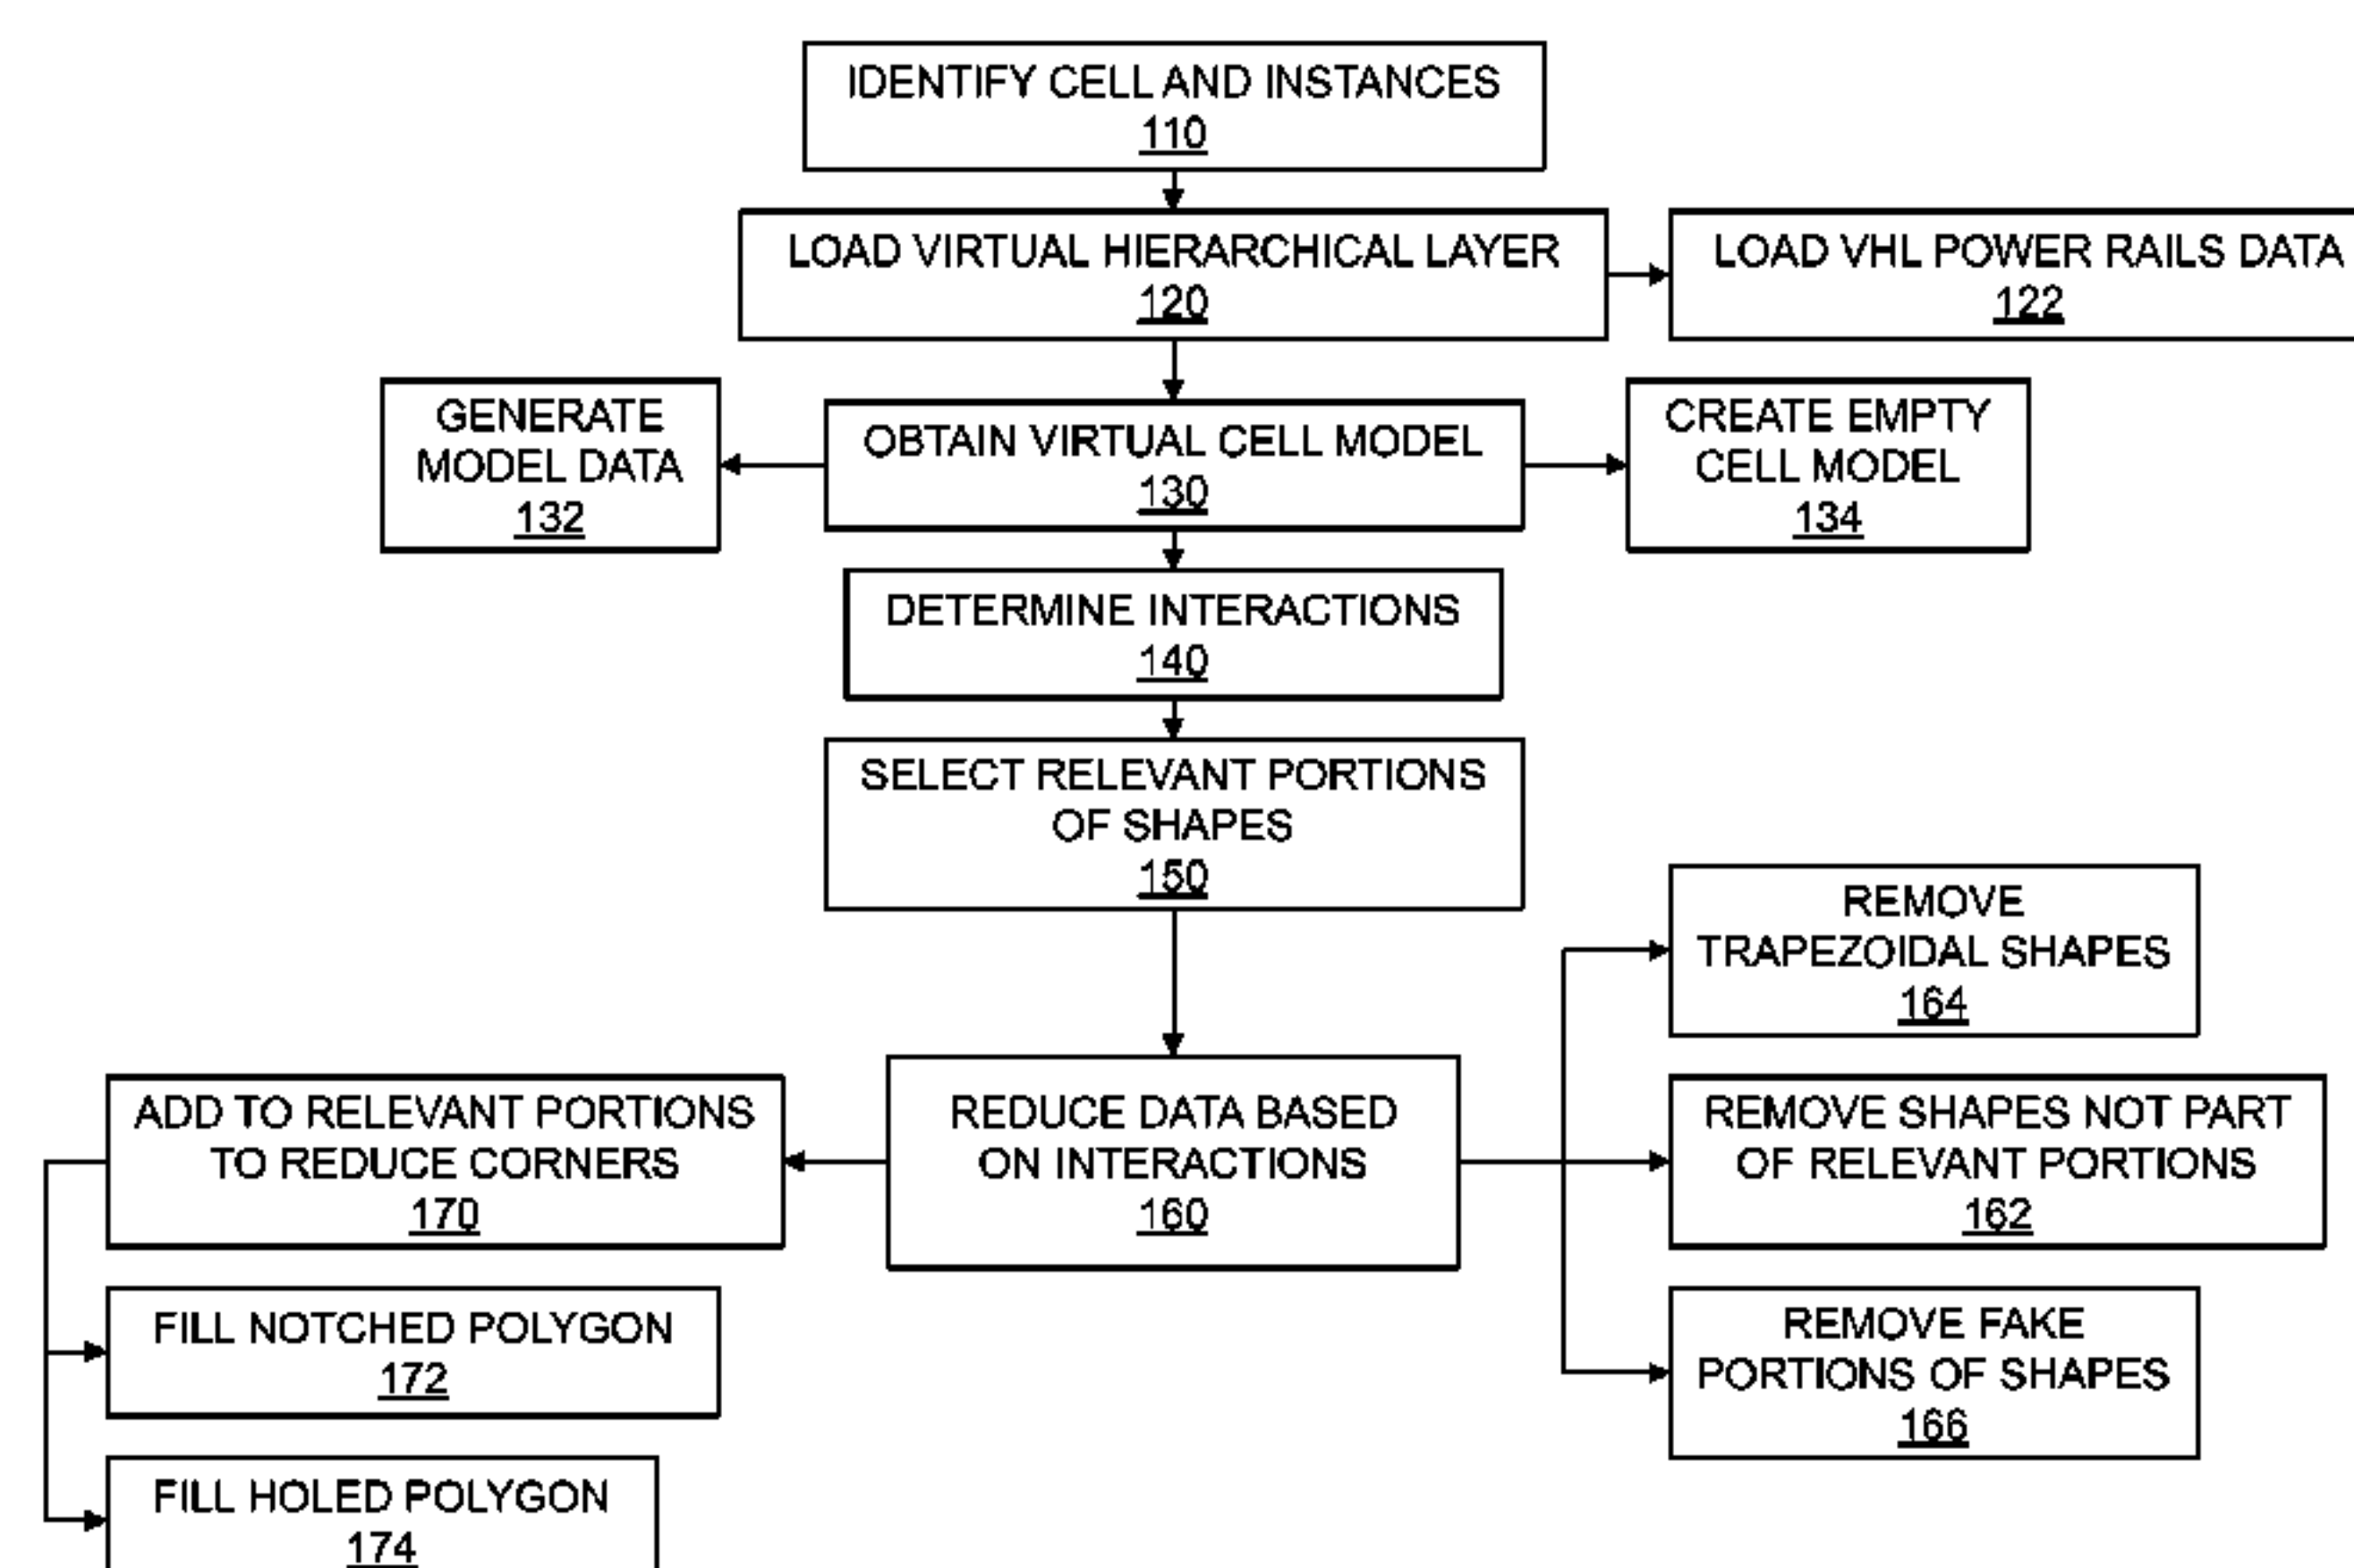 IDENTIFY CELL AND INSTANCES
110
LOAD VIRTUAL HIERARCHICAL LAYER
120
LOAD VHL POWER RAILS DATA
122
GENERATE
MODEL DATA
132
OBTAIN VIRTUAL CELL MODEL
130
CREATE EMPTY
CELL MODEL
134
DETERMINE INTERACTIONS
140
SELECT RELEVANT PORTIONS
OF SHAPES
150
REMOVE
TRAPEZOIDAL SHAPES
164
ADD TO RELEVANT PORTIONS
TO REDUCE CORNERS
170
REDUCE DATA BASED
ON INTERACTIONS
160
REMOVE SHAPES NOT PART
OF RELEVANT PORTIONS
162
FILL NOTCHED POLYGON
172
REMOVE FAKE
PORTIONS OF SHAPES
166
FILL HOLED POLYGON
174